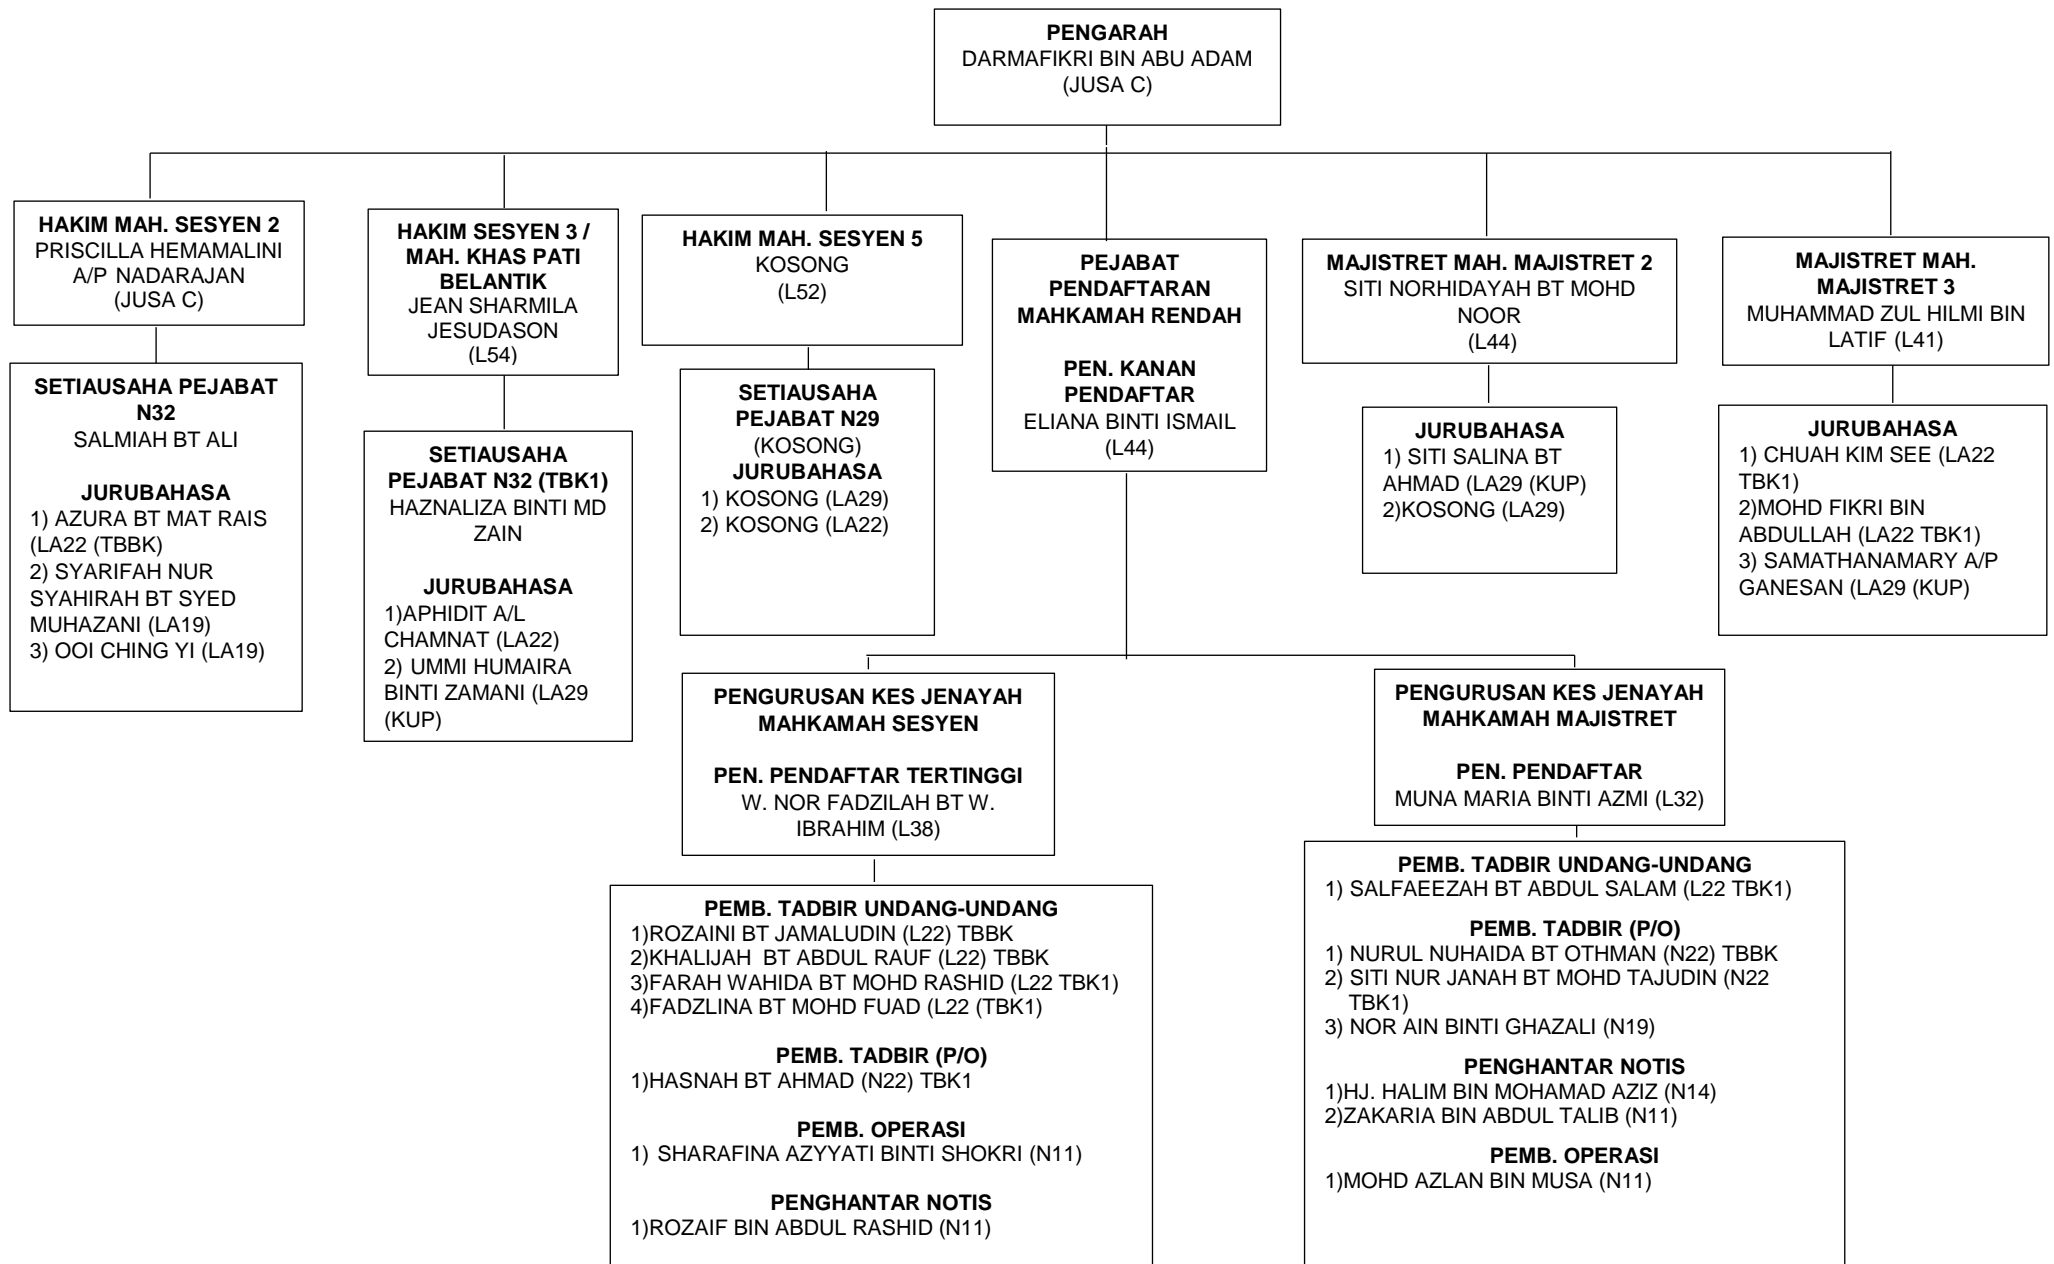 PENGARAH
DARMAFIKRI BIN ABU ADAM
(JUSA C)
HAKIM MAH. SESYEN 2
PRISCILLA HEMAMALINI
A/P NADARAJAN
(JUSA C)
SETIAUSAHA PEJABAT
N32
SALMIAH BT ALI
JURUBAHASA
1) AZURA BT MAT RAIS
(LA22 (TBBK)
2) SYARIFAH NUR
SYAHIRAH BT SYED
MUHAZANI (LA19)
3) OOI CHING YI (LA19)
HAKIM SESYEN 3 /
MAH. KHAS PATI
BELANTIK
JEAN SHARMILA
JESUDASON
(L54)
SETIAUSAHA
PEJABAT N32 (TBK1)
HAZNALIZA BINTI MD
ZAIN
JURUBAHASA
1)APHIDIT A/L
CHAMNAT (LA22)
2) UMMI HUMAIRA
BINTI ZAMANI (LA29
(KUP)
HAKIM MAH. SESYEN 5
KOSONG
(L52)
SETIAUSAHA
PEJABAT N29
(KOSONG)
JURUBAHASA
1) KOSONG (LA29)
2) KOSONG (LA22)
PEJABAT
PENDAFTARAN
MAHKAMAH RENDAH
PEN. KANAN
PENDAFTAR
ELIANA BINTI ISMAIL
(L44)
MAJISTRET MAH. MAJISTRET 2
SITI NORHIDAYAH BT MOHD
NOOR
(L44)
JURUBAHASA
1) SITI SALINA BT
AHMAD (LA29 (KUP)
2)KOSONG (LA29)
MAJISTRET MAH.
MAJISTRET 3
MUHAMMAD ZUL HILMI BIN
LATIF (L41)
JURUBAHASA
1) CHUAH KIM SEE (LA22
TBK1)
2)MOHD FIKRI BIN
ABDULLAH (LA22 TBK1)
3) SAMATHANAMARY A/P
GANESAN (LA29 (KUP)
PENGURUSAN KES JENAYAH
MAHKAMAH SESYEN
PEN. PENDAFTAR TERTINGGI
W. NOR FADZILAH BT W.
IBRAHIM (L38)
PEMB. TADBIR UNDANG-UNDANG
1)ROZAINI BT JAMALUDIN (L22) TBBK
2)KHALIJAH BT ABDUL RAUF (L22) TBBK
3)FARAH WAHIDA BT MOHD RASHID (L22 TBK1)
4)FADZLINA BT MOHD FUAD (L22 (TBK1)
PEMB. TADBIR (P/O)
1)HASNAH BT AHMAD (N22) TBK1
PEMB. OPERASI
1) SHARAFINA AZYYATI BINTI SHOKRI (N11)
PENGHANTAR NOTIS
1)ROZAIF BIN ABDUL RASHID (N11)
PENGURUSAN KES JENAYAH
MAHKAMAH MAJISTRET
PEN. PENDAFTAR
MUNA MARIA BINTI AZMI (L32)
PEMB. TADBIR UNDANG-UNDANG
1) SALFAEEZAH BT ABDUL SALAM (L22 TBK1)
PEMB. TADBIR (P/O)
1) NURUL NUHAIDA BT OTHMAN (N22) TBBK
2) SITI NUR JANAH BT MOHD TAJUDIN (N22
TBK1)
3) NOR AIN BINTI GHAZALI (N19)
PENGHANTAR NOTIS
1)HJ. HALIM BIN MOHAMAD AZIZ (N14)
2)ZAKARIA BIN ABDUL TALIB (N11)
PEMB. OPERASI
1)MOHD AZLAN BIN MUSA (N11)